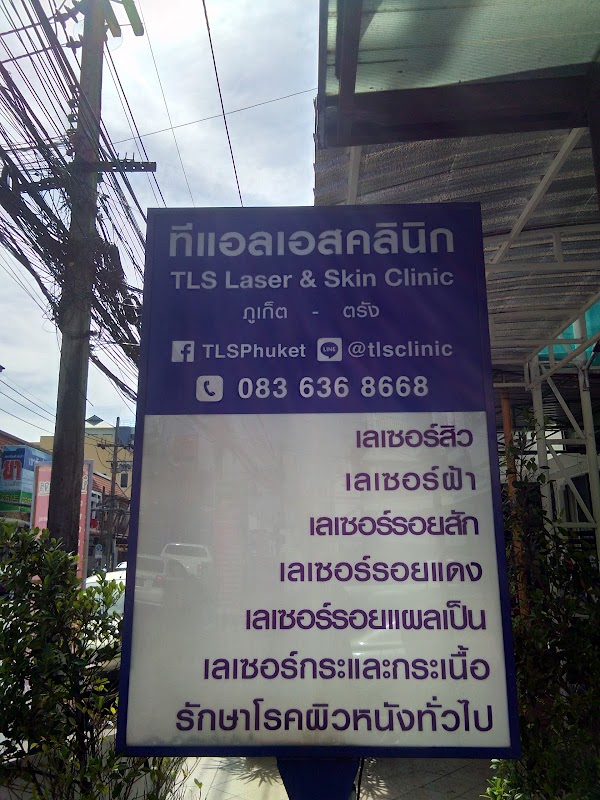 ทีแอลเอสคลินิก
TLS Laser & Skin Clinic
ภูเก็ต - ตรัง
TLSPhuket LINE @tlsclinic
083 636 8668
เลเซอร์สิว
เลเซอร์ฝ้า
เลเซอร์รอยสัก
เลเซอร์รอยแดง
เลเซอร์รอยแผลเป็น
เลเซอร์กระและกระเนื้อ
รักษาโรคผิวหนังทั่วไป
ยา